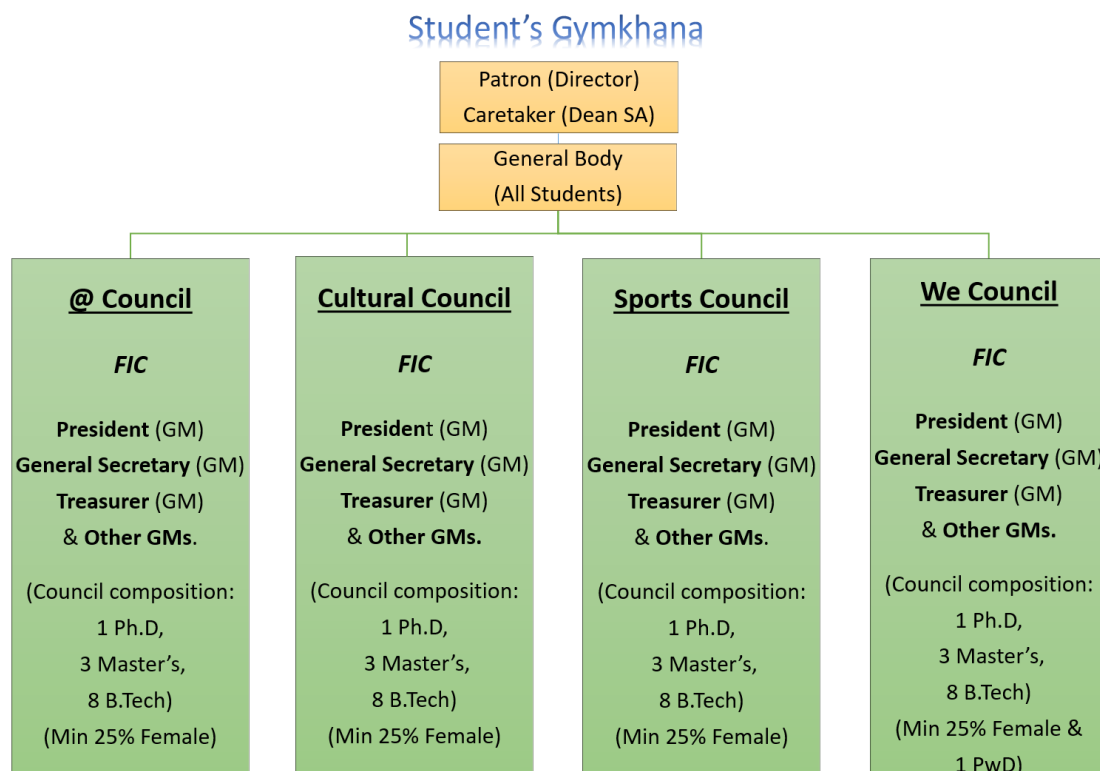 Student's Gymkhana
Patron (Director)
Caretaker (Dean SA)
General Body
(All Students)
@ Council
FIC
President (GM)
General Secretary (GM)
Treasurer (GM)
& Other GMs.
(Council composition:
1 Ph.D,
3 Master's,
8 B.Tech)
(Min 25% Female)
Cultural Council
FIC
President (GM)
General Secretary (GM)
Treasurer (GM)
& Other GMs.
(Council composition:
1 Ph.D,
3 Master's,
8 B.Tech)
(Min 25% Female)
Sports Council
FIC
President (GM)
General Secretary (GM)
Treasurer (GM)
& Other GMs.
(Council composition:
1 Ph.D,
3 Master's,
8 B.Tech)
(Min 25% Female)
We Council
FIC
President (GM)
General Secretary (GM)
Treasurer (GM)
& Other GMs.
(Council composition:
1 Ph.D,
3 Master's,
8 B.Tech)
(Min 25% Female &
1 PwD)